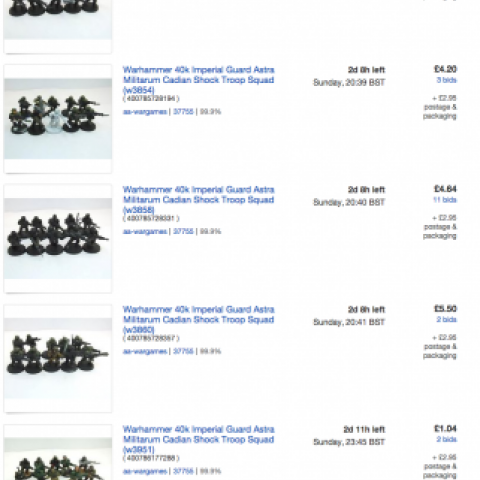 Warhammer 40k Imperial Guard Astra
Militarum Cadian Shock Troop Squad
(w3854)
(400785728194)
aa-wargames | 37755 | 99.9%
2d 8h left
Sunday, 20:39 BST
£4.20
3 bids
+ £2.95
postage &
packaging
Warhammer 40k Imperial Guard Astra
Militarum Cadian Shock Troop Squad
(w3858)
(400785728331)
aa-wargames | 37755 | 99.9%
2d 8h left
Sunday, 20:40 BST
£4.64
11 bids
+ £2.95
postage &
packaging
Warhammer 40k Imperial Guard Astra
Militarum Cadian Shock Troop Squad
(w3860)
(400785728357)
aa-wargames | 37755 | 99.9%
2d 8h left
Sunday, 20:41 BST
£5.50
2 bids
+ £2.95
postage &
packaging
Warhammer 40k Imperial Guard Astra
Militarum Cadian Shock Troop Squad
(w3951)
(400786177288)
aa-wargames | 37755 | 99.9%
2d 11h left
Sunday, 23:45 BST
£1.04
2 bids
+ £2.95
postage &
packaging